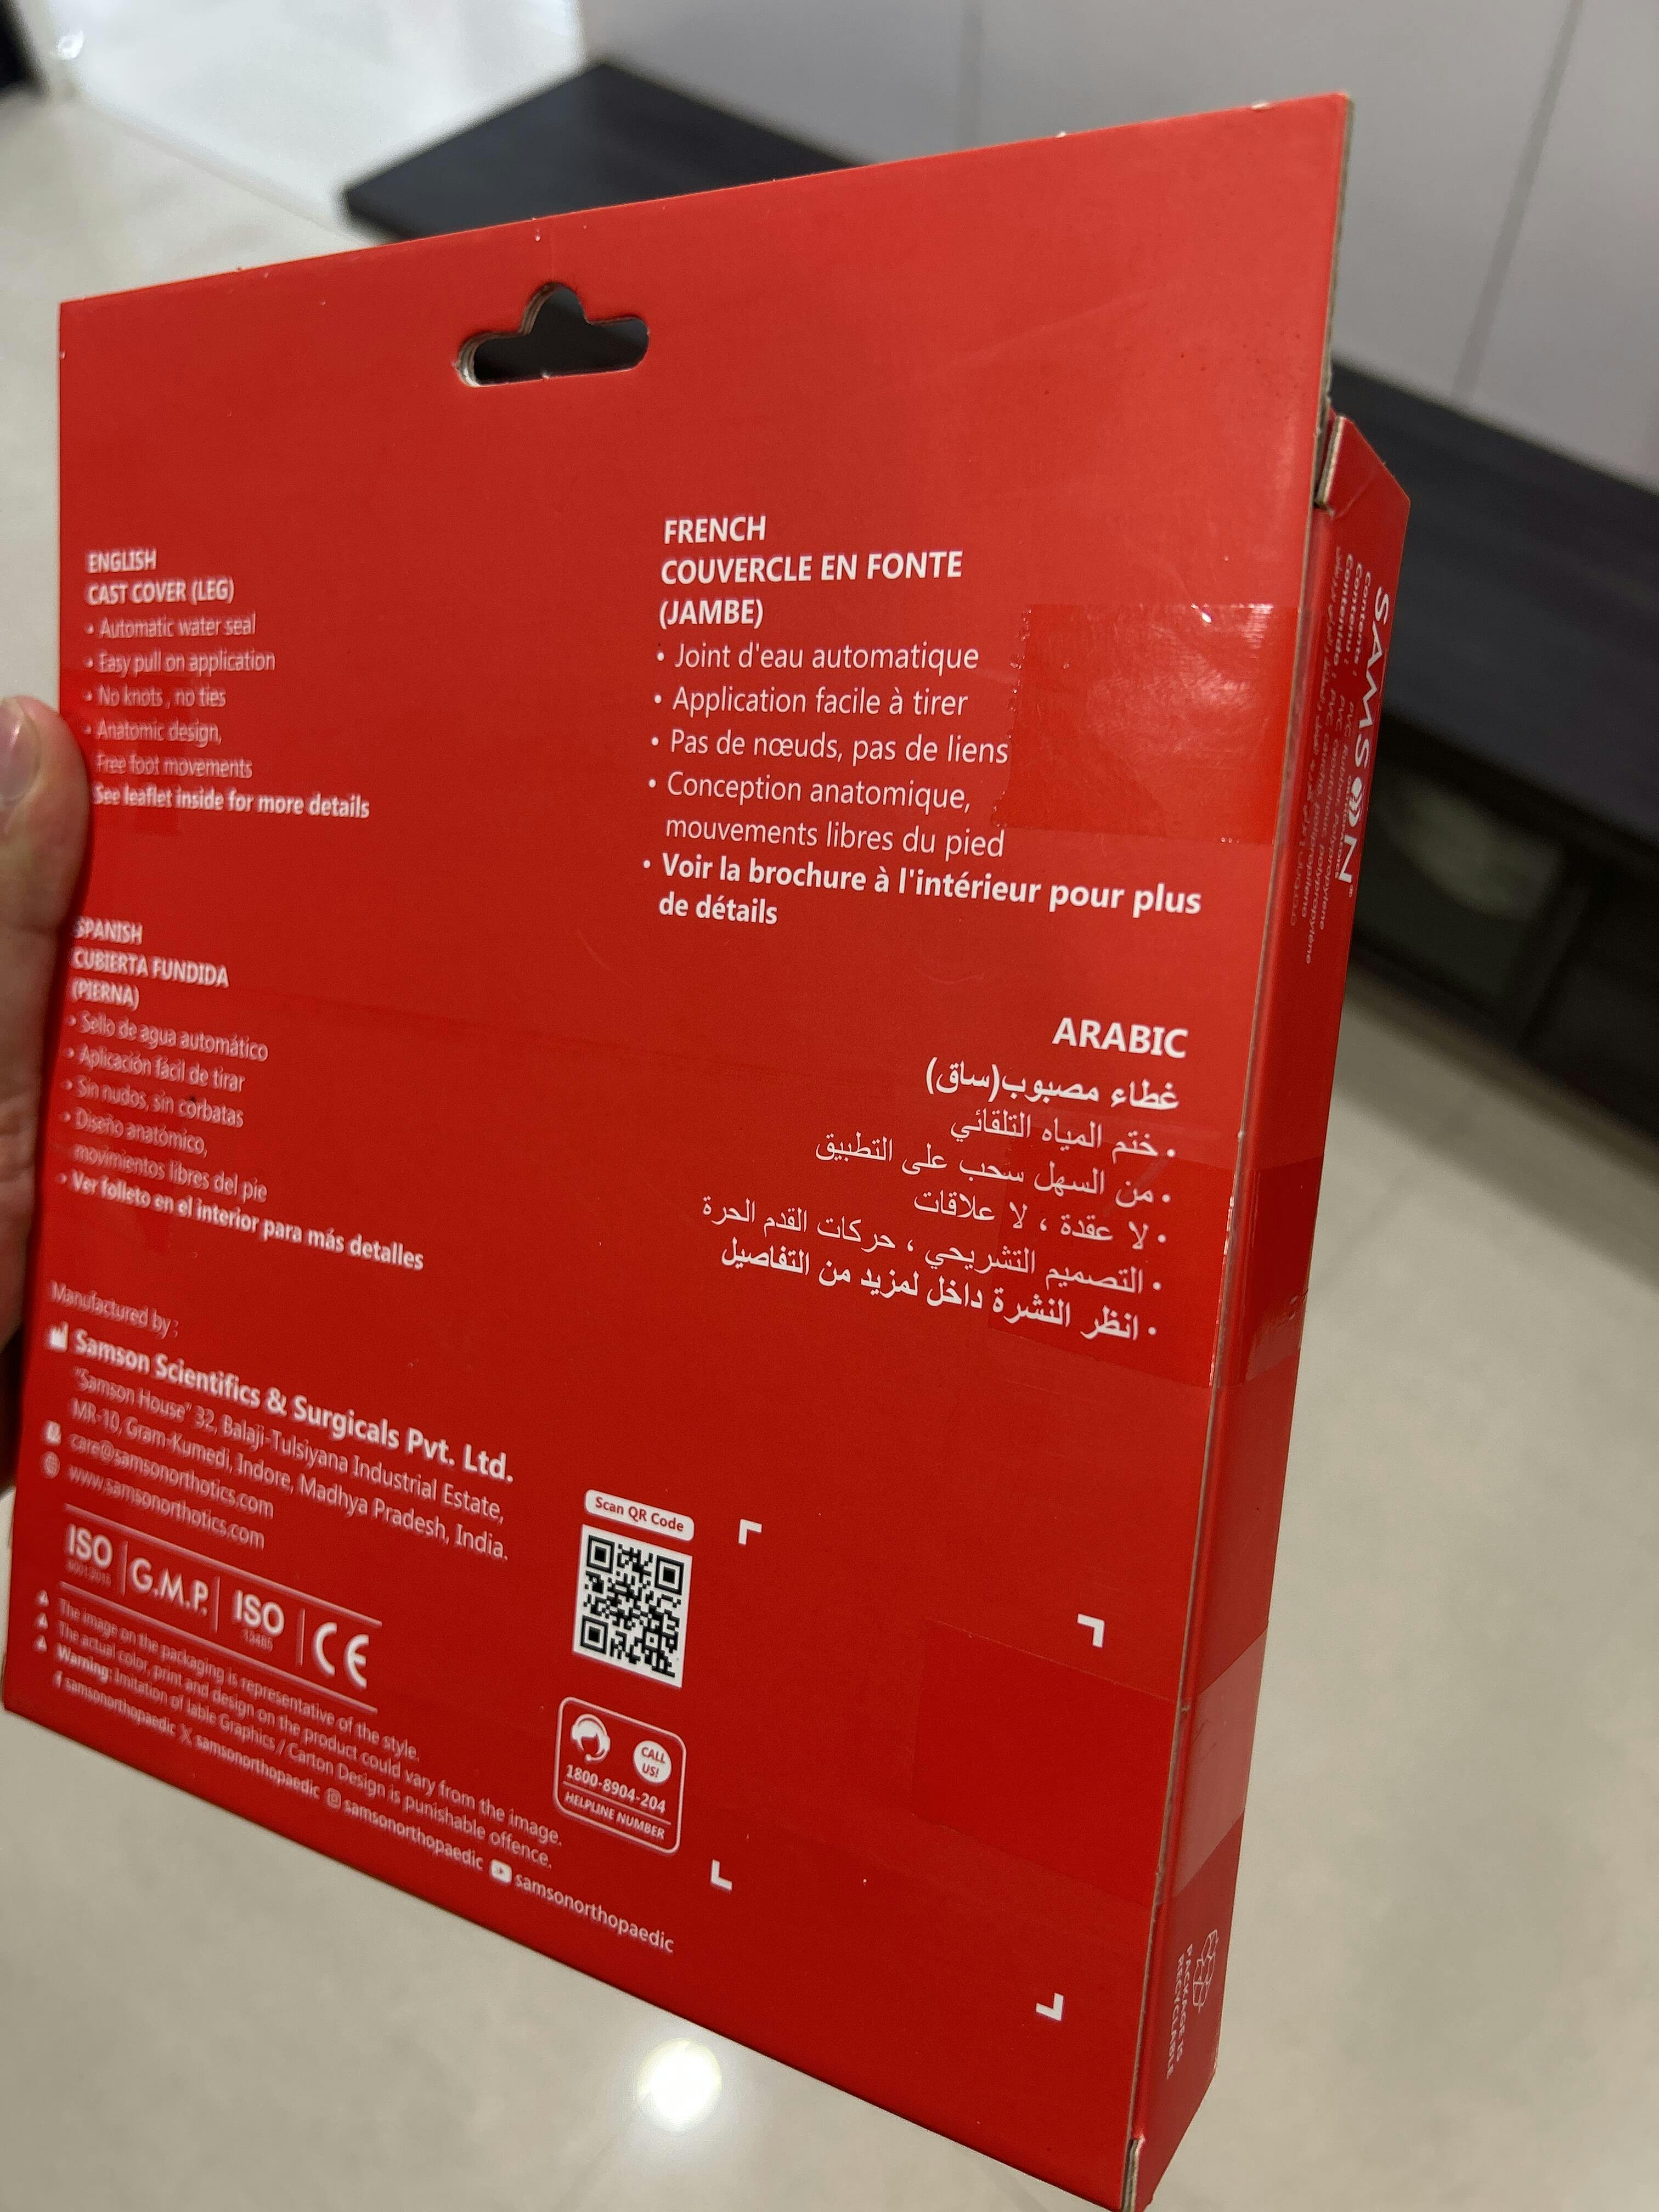 ENGLISH
CAST COVER (LEG)
• Automatic water seal
• Easy pull on application
• No knots , no ties
• Anatomic design,
Free foot movements
See leaflet inside for more details
FRENCH
COUVERCLE EN FONTE
(JAMBE)
• Joint d'eau automatique
• Application facile à tirer
• Pas de nœuds, pas de liens
• Conception anatomique,
mouvements libres du pied
• Voir la brochure à l'intérieur pour plus
de détails
SPANISH
CUBIERTA FUNDIDA
(PIERNA)
• Sello de agua automático
• Aplicación fácil de tirar
• Sin nudos, sin corbatas
• Diseño anatómico,
movimientos libres del pie
• Ver folleto en el interior para más detalles
ARABIC
غطاء مصبوب(ساق)
• ختم المياه التلقائي
• من السهل سحب على التطبيق
• لا عقدة ، لا علاقات
• التصميم التشريحي ، حركات القدم الحرة
• انظر النشرة داخل لمزيد من التفاصيل
Manufactured by :
Samson Scientifics & Surgicals Pvt. Ltd.
"Samson House" 32, Balaji-Tulsiyana Industrial Estate,
MR-10, Gram-Kumedi, Indore, Madhya Pradesh, India.
care@samsonorthotics.com
www.samsonorthotics.com
ISO 9001:2015 G.M.P. ISO 13485 CE
The image on the packaging is representative of the style.
The actual color, print and design on the product could vary from the image.
Warning: Imitation of lable Graphics / Carton Design is punishable offence.
samsonorthopaedic samsonorthopaedic samsonorthopaedic samsonorthopaedic
Scan QR Code
CALL
US!
1800-8904-204
HELPLINE NUMBER
SAMSON
Contenu :
Contenido :
PACKAGE IS
RECYCLABLE